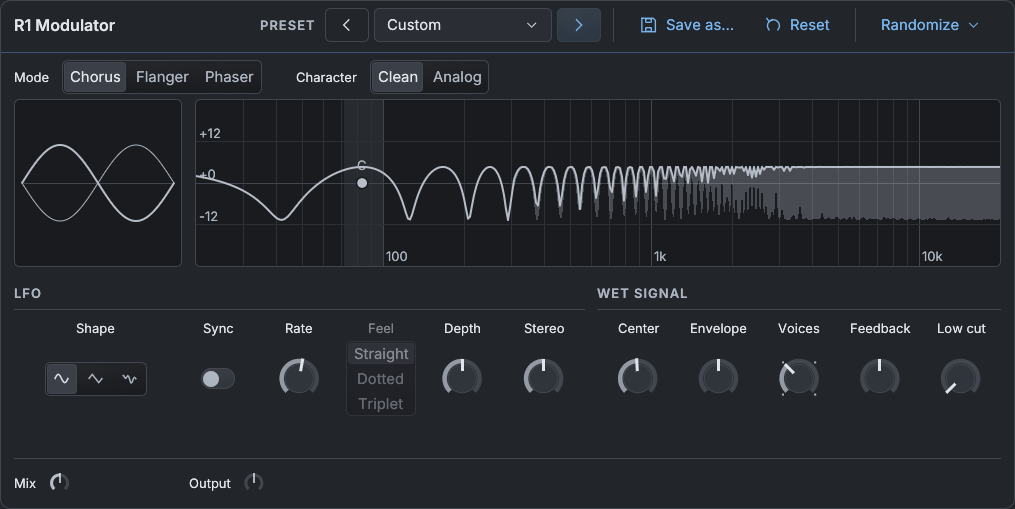 R1 Modulator PRESET Custom Save as... Reset Randomize
Mode Chorus Flanger Phaser Character Clean Analog
+12
C
+0
-12
100 1k 10k
LFO WET SIGNAL
Shape Sync Rate Feel Depth Stereo Center Envelope Voices Feedback Low cut
Straight
Dotted
Triplet
Mix Output